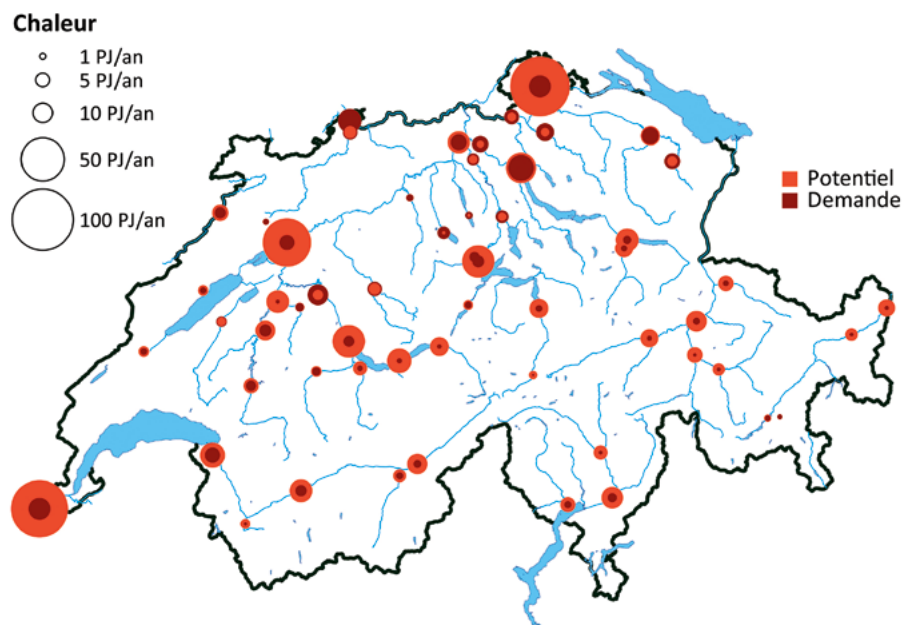 Chaleur
1 PJ/an
5 PJ/an
10 PJ/an
50 PJ/an
100 PJ/an
Potentiel
Demande